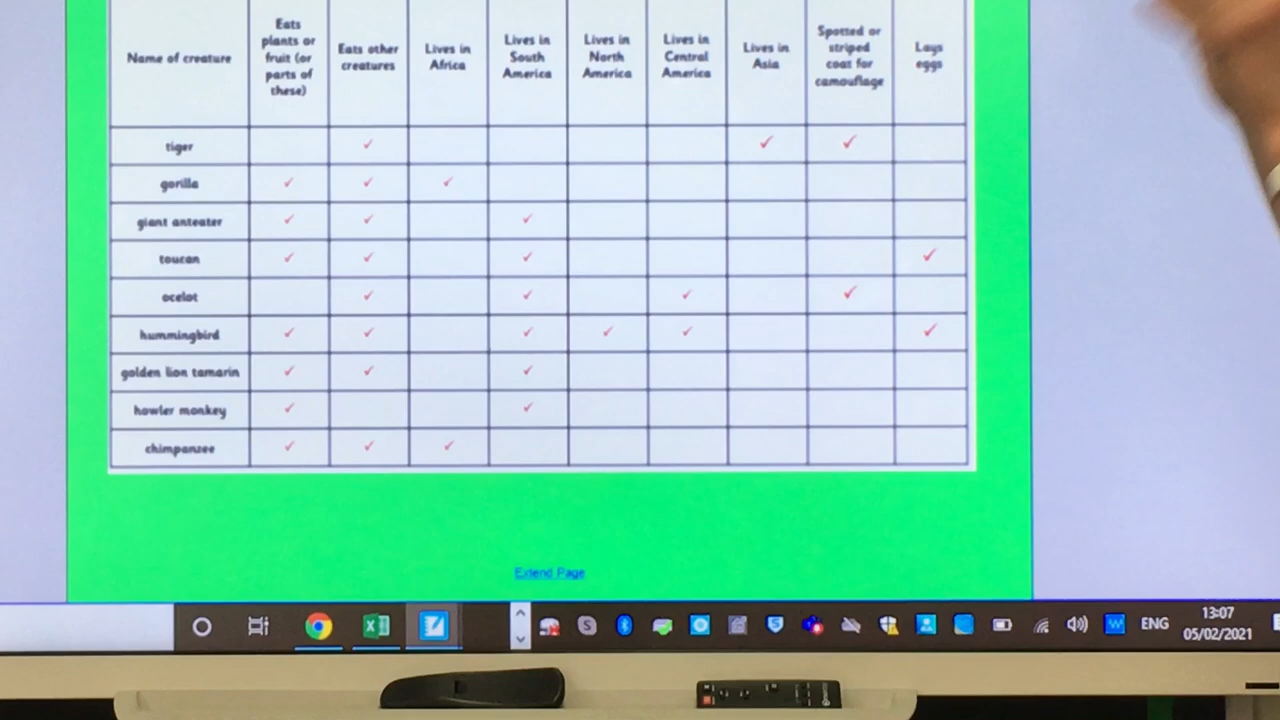 Name of creature
Eats plants or fruit (or parts of these)
Eats other creatures
Lives in Africa
Lives in South America
Lives in North America
Lives in Central America
Lives in Asia
Spotted or striped coat for camouflage
Lays eggs
tiger ✓ ✓ ✓
gorilla ✓ ✓ ✓
giant anteater ✓ ✓ ✓
toucan ✓ ✓ ✓ ✓
ocelot ✓ ✓ ✓ ✓
hummingbird ✓ ✓ ✓ ✓ ✓ ✓
golden lion tamarin ✓ ✓ ✓
howler monkey ✓ ✓
chimpanzee ✓ ✓ ✓
Extend Page
ENG
13:07
05/02/2021